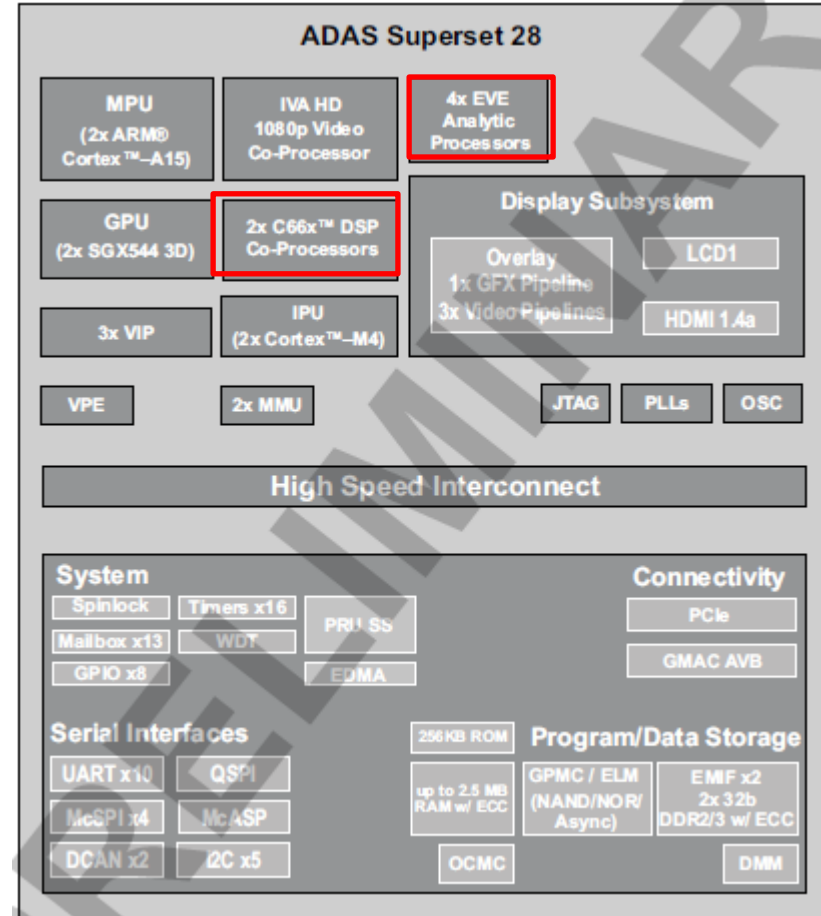 ADAS Superset 28
MPU
(2x ARM®
Cortex™–A15)
IVA HD
1080p Video
Co-Processor
4x EVE
Analytic
Processors
GPU
(2x SGX544 3D)
2x C66x™ DSP
Co-Processors
Display Subsystem
Overlay
1x GFX Pipeline
3x Video Pipelines
LCD1
HDMI 1.4a
3x VIP
IPU
(2x Cortex™–M4)
VPE
2x MMU
JTAG
PLLs
OSC
High Speed Interconnect
System
Spinlock
Timers x16
PRU SS
Mailbox x13
WDT
GPIO x8
EDMA
Connectivity
PCIe
GMAC AVB
Serial Interfaces
UART x10
QSPI
McSPI x4
McASP
DCAN x2
I2C x5
256KB ROM
up to 2.5 MB
RAM w/ ECC
OCMC
Program/Data Storage
GPMC / ELM
(NAND/NOR/
Async)
EMIF x2
2x 32b
DDR2/3 w/ ECC
DMM
RELIMINAR